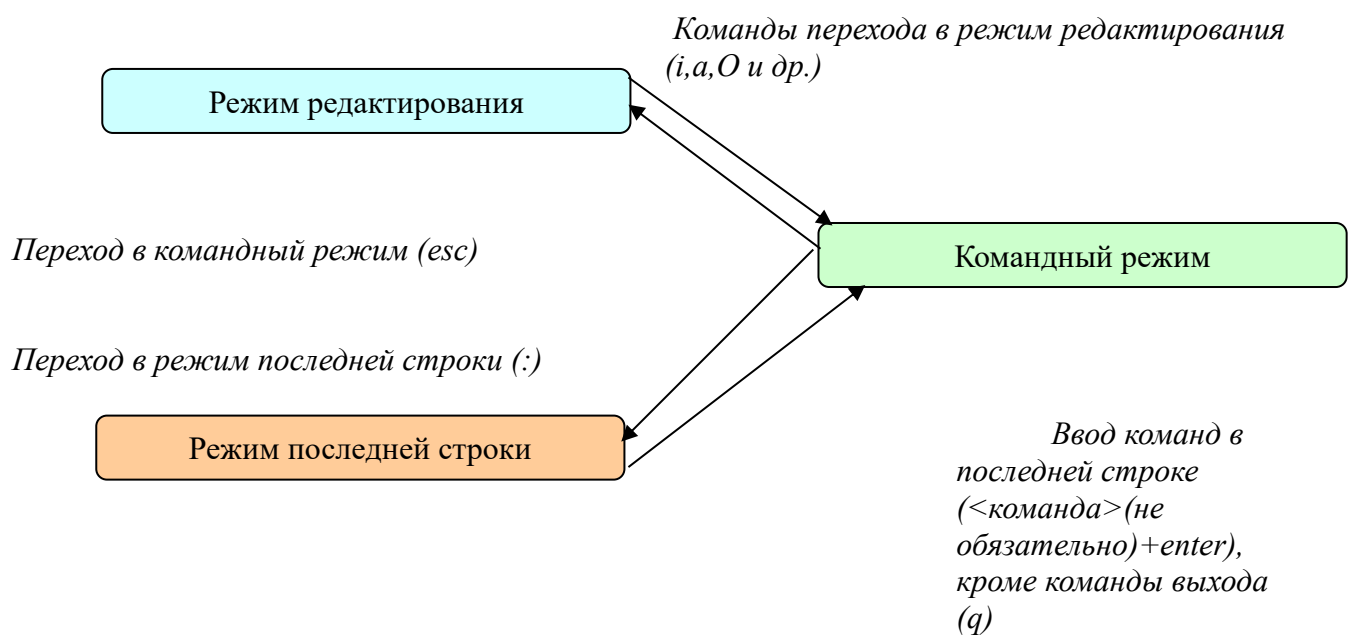 Команды перехода в режим редактирования
(i,a,O и др.)
Режим редактирования
Переход в командный режим (esc)
Командный режим
Переход в режим последней строки (:)
Режим последней строки
Ввод команд в
последней строке
(<команда>(не
обязательно)+enter),
кроме команды выхода
(q)